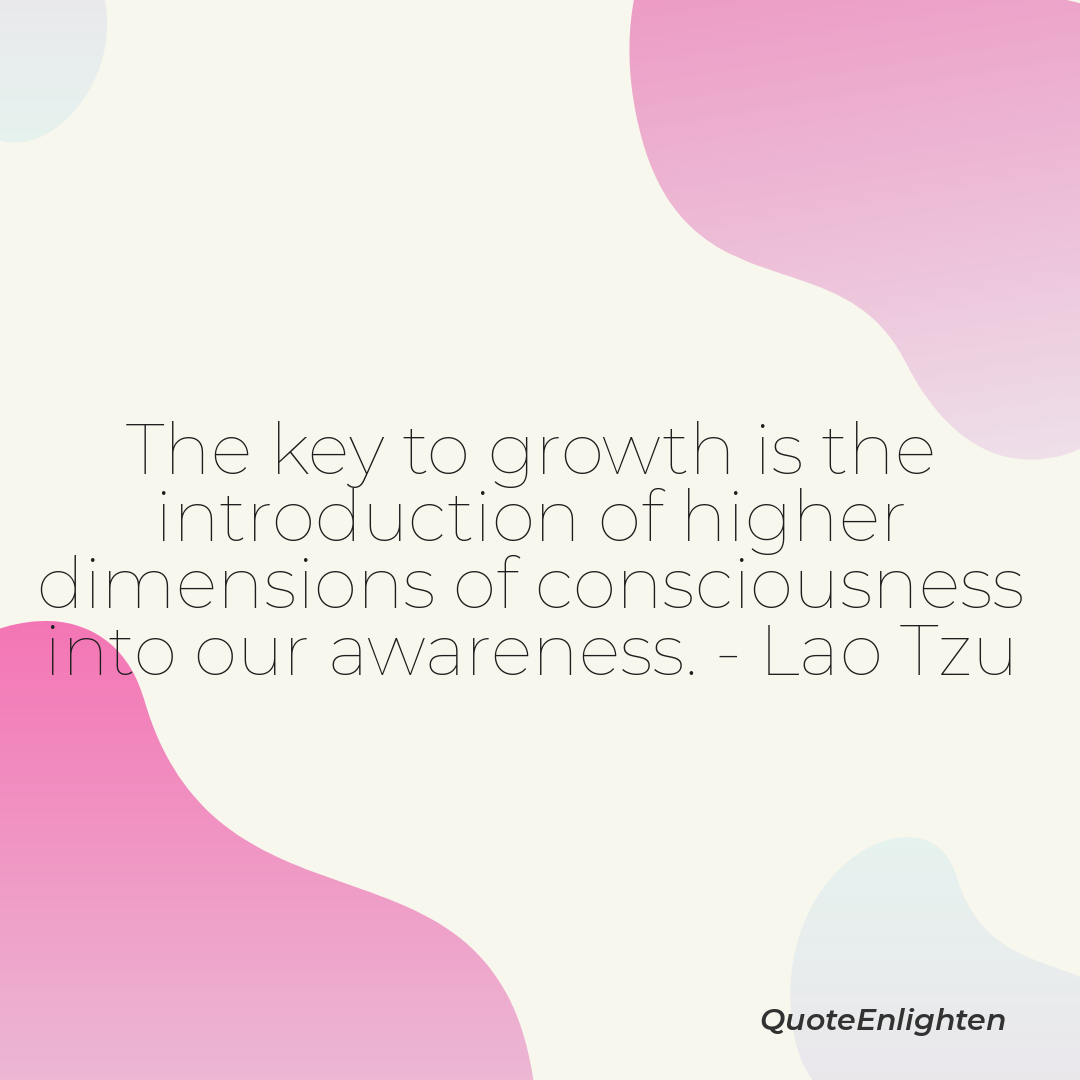 The key to growth is the
introduction of higher
dimensions of consciousness
into our awareness. - Lao Tzu
QuoteEnlighten